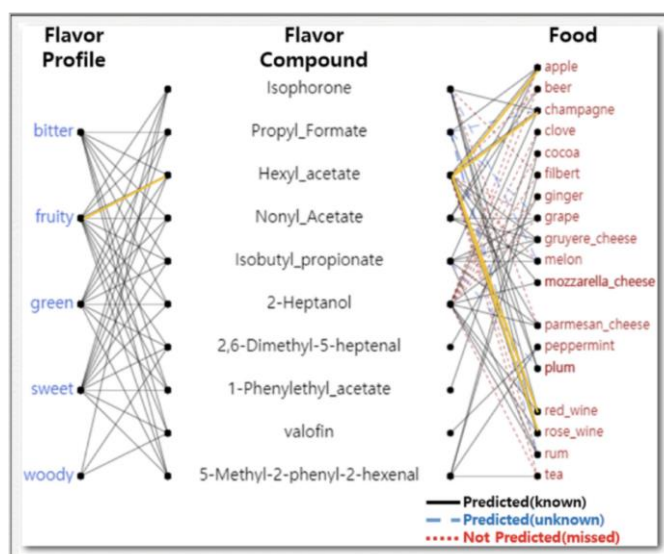 Flavor
Profile
Flavor
Compound
Food
bitter
fruity
green
sweet
woody
Isophorone
Propyl_Formate
Hexyl_acetate
Nonyl_Acetate
Isobutyl_propionate
2-Heptanol
2,6-Dimethyl-5-heptenal
1-Phenylethyl_acetate
valofin
5-Methyl-2-phenyl-2-hexenal
apple
beer
champagne
clove
cocoa
filbert
ginger
grape
gruyere_cheese
melon
mozzarella_cheese
parmesan_cheese
peppermint
plum
red_wine
rose_wine
rum
tea
Predicted(known)
Predicted(unknown)
Not Predicted(missed)